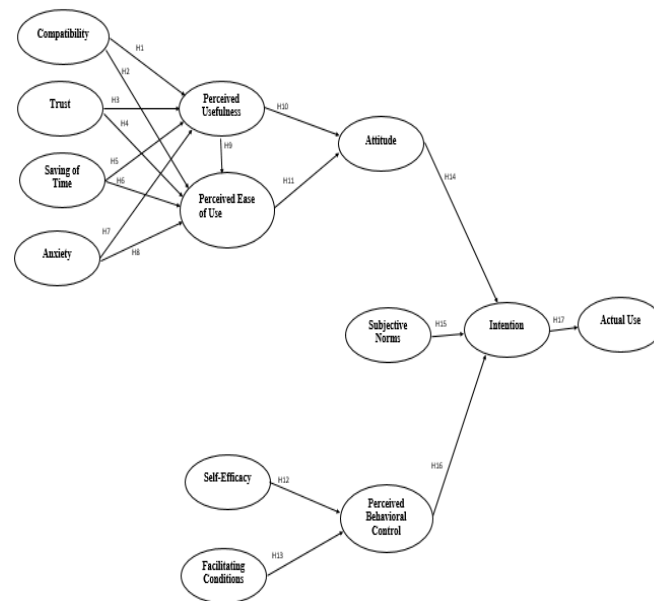 Compatibility
H1
H2
Trust
H3
H4
Perceived
Usefulness
H10
Attitude
Saving of
Time
H5
H6
H9
Perceived Ease
of Use
H11
H14
Anxiety
H7
H8
Subjective
Norms
H15
Intention
H17
Actual Use
Self-Efficacy
H12
H16
Perceived
Behavioral
Control
Facilitating
Conditions
H13